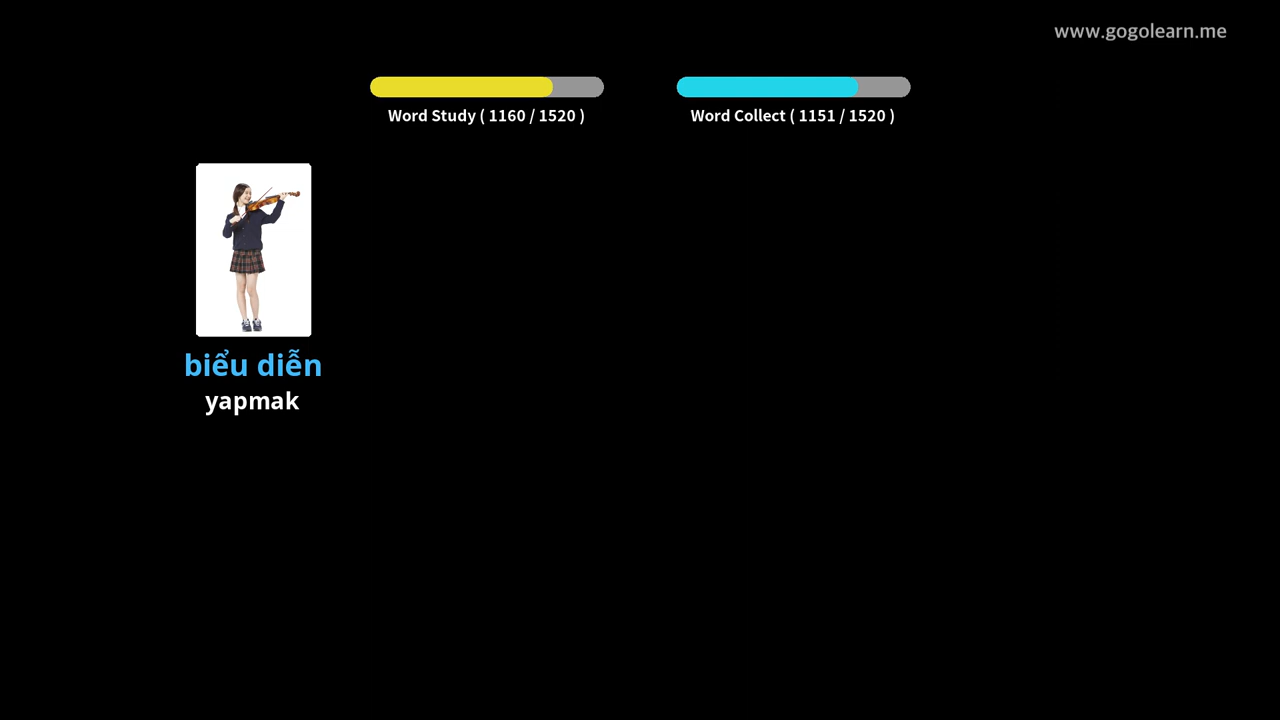 www.gogolearn.me
Word Study ( 1160 / 1520 )
Word Collect ( 1151 / 1520 )
biểu diễn
yapmak